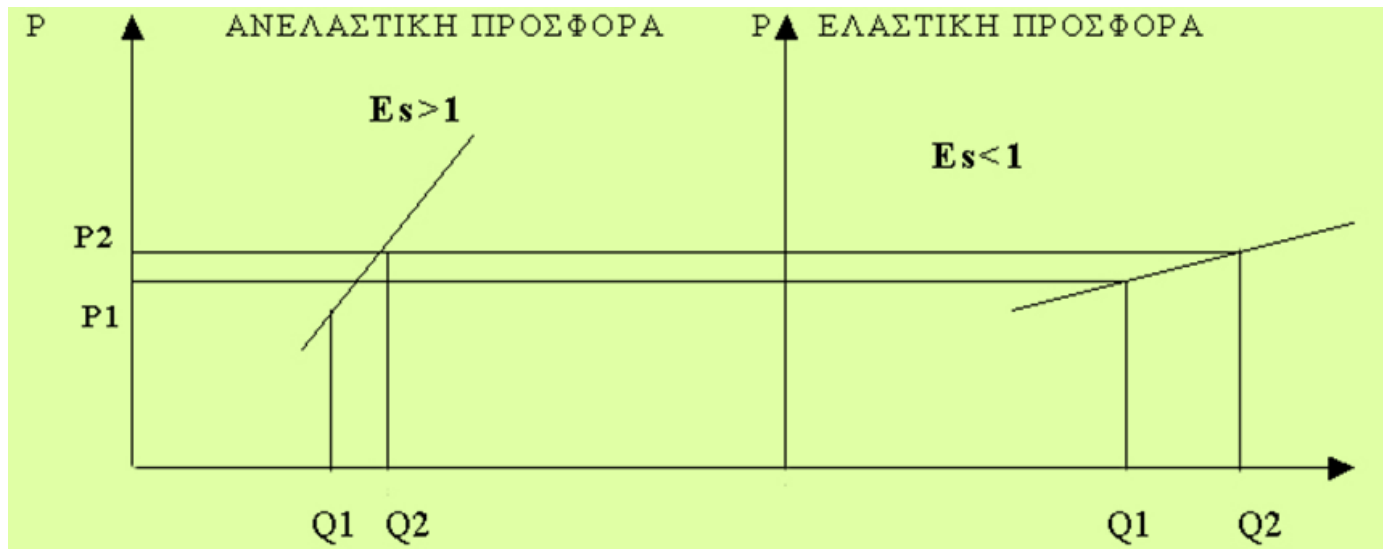 P ΑΝΕΛΑΣΤΙΚΗ ΠΡΟΣΦΟΡΑ
Es>1
P2
P1
Q1 Q2
P ΕΛΑΣΤΙΚΗ ΠΡΟΣΦΟΡΑ
Es<1
Q1 Q2